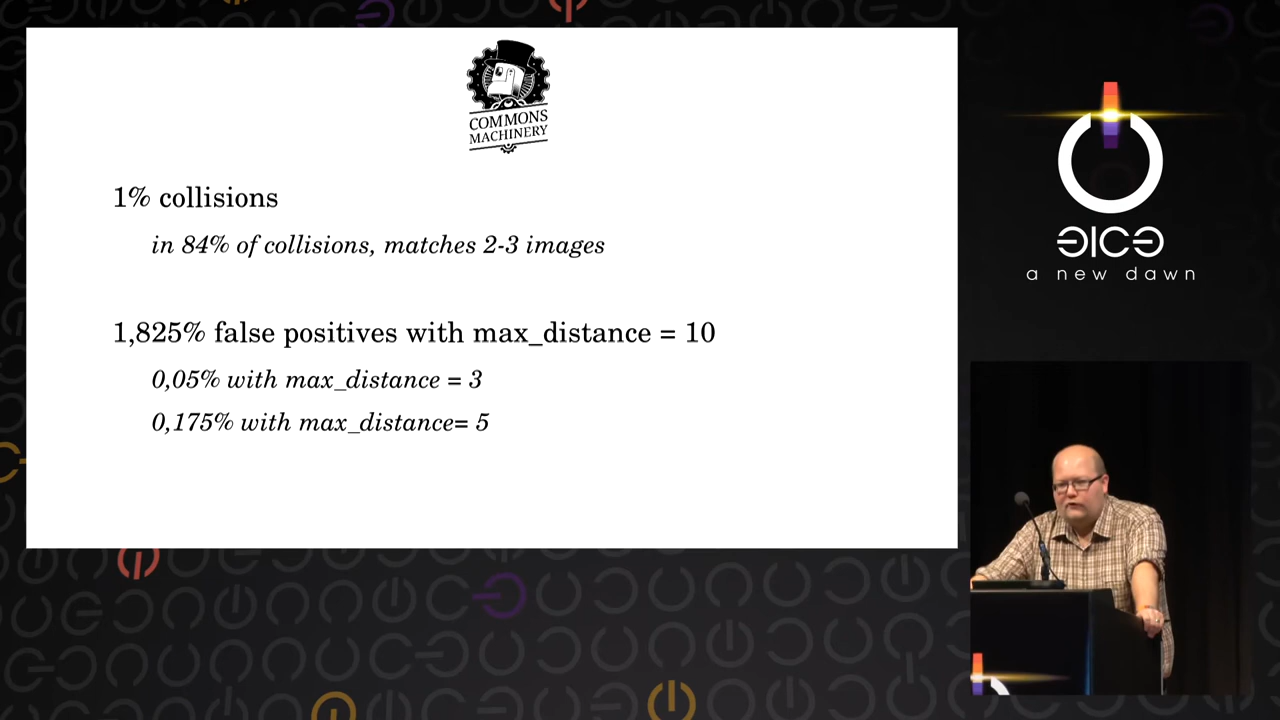 COMMONS
MACHINERY
1% collisions
in 84% of collisions, matches 2-3 images
1,825% false positives with max_distance = 10
0,05% with max_distance = 3
0,175% with max_distance= 5
a new dawn